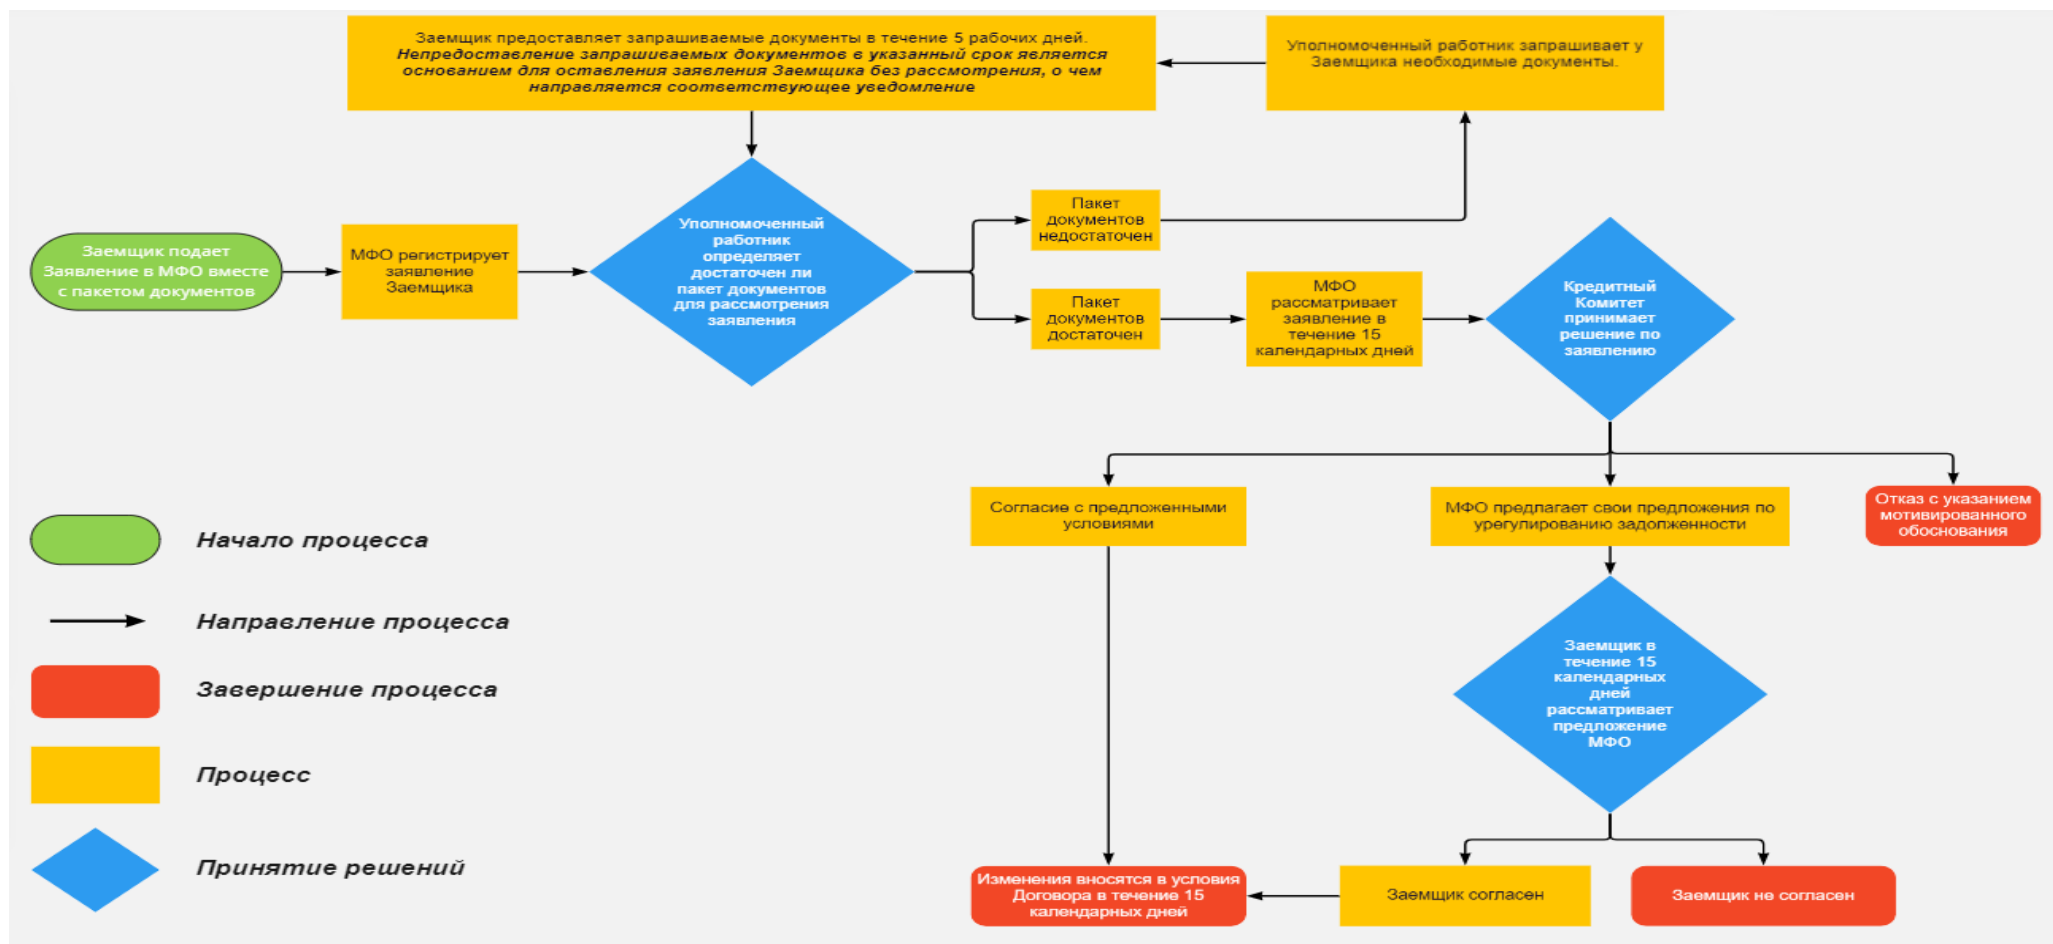 Заемщик предоставляет запрашиваемые документы в течение 5 рабочих дней.
Непредоставление запрашиваемых документов в указанный срок является
основанием для оставления заявления Заемщика без рассмотрения, о чем
направляется соответствующее уведомление
Уполномоченный работник запрашивает у
Заемщика необходимые документы.
Заемщик подает
Заявление в МФО вместе
с пакетом документов
МФО регистрирует
заявление
Заемщика
Уполномоченный
работник
определяет
достаточен ли
пакет документов
для рассмотрения
заявления
Пакет
документов
недостаточен
Пакет
документов
достаточен
МФО
рассматривает
заявление в
течение 15
календарных дней
Кредитный
Комитет
принимает
решение по
заявлению
Согласие с предложенными
условиями
МФО предлагает свои предложения по
урегулированию задолженности
Отказ с указанием
мотивированного
обоснования
Заемщик в
течение 15
календарных
дней
рассматривает
предложение
МФО
Изменения вносятся в условия
Договора в течение 15
календарных дней
Заемщик согласен
Заемщик не согласен
Начало процесса
Направление процесса
Завершение процесса
Процесс
Принятие решений